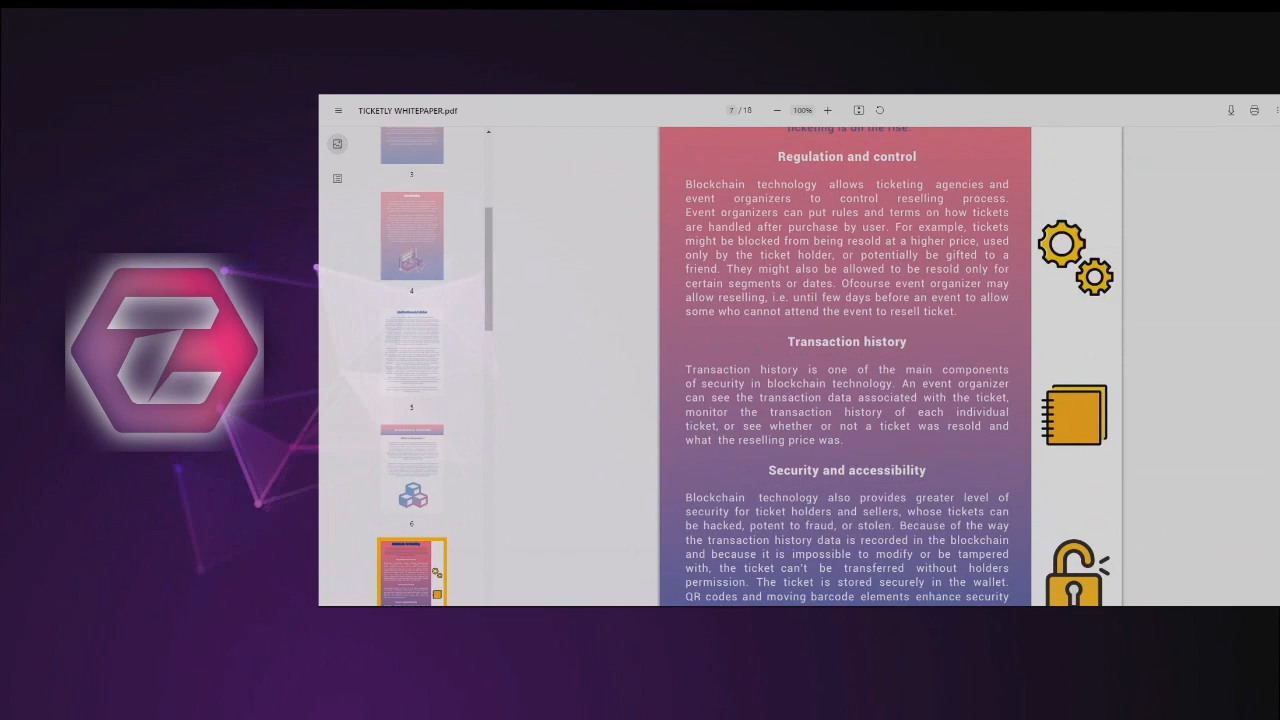 TICKETLY WHITEPAPER.pdf
7 / 18
100%
3
4
5
6
ticketing is on the rise.
Regulation and control
Blockchain technology allows ticketing agencies and
event organizers to control reselling process.
Event organizers can put rules and terms on how tickets
are handled after purchase by user. For example, tickets
might be blocked from being resold at a higher price, used
only by the ticket holder, or potentially be gifted to a
friend. They might also be allowed to be resold only for
certain segments or dates. Ofcourse event organizer may
allow reselling, i.e. until few days before an event to allow
some who cannot attend the event to resell ticket.
Transaction history
Transaction history is one of the main components
of security in blockchain technology. An event organizer
can see the transaction data associated with the ticket,
monitor the transaction history of each individual
ticket, or see whether or not a ticket was resold and
what the reselling price was.
Security and accessibility
Blockchain technology also provides greater level of
security for ticket holders and sellers, whose tickets can
be hacked, potent to fraud, or stolen. Because of the way
the transaction history data is recorded in the blockchain
and because it is impossible to modify or be tampered
with, the ticket can't be transferred without holders
permission. The ticket is stored securely in the wallet.
QR codes and moving barcode elements enhance security